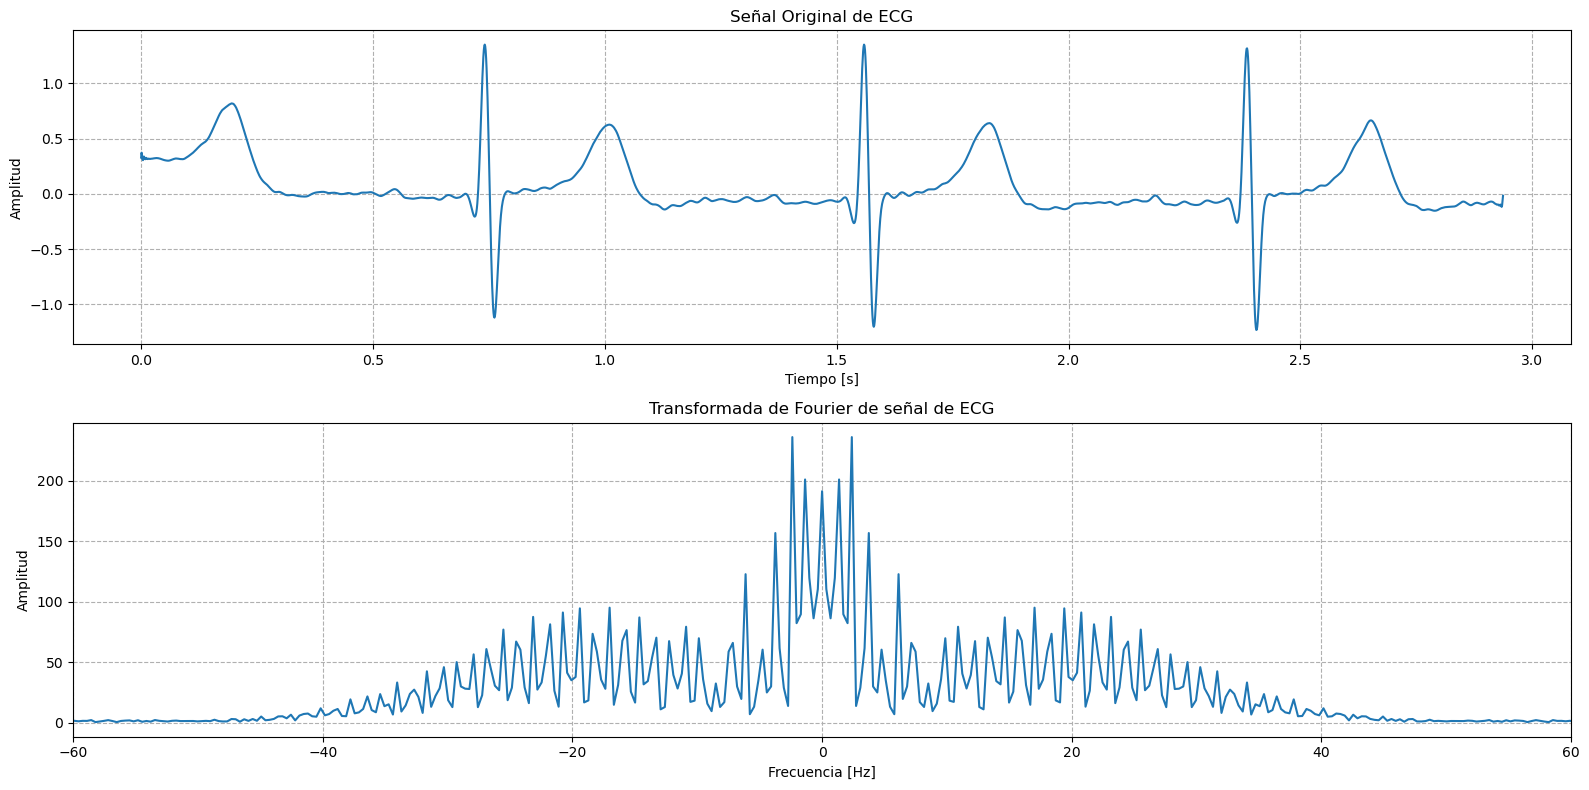 Señal Original de ECG
Amplitud
1.0
0.5
0.0
−0.5
−1.0
0.0 0.5 1.0 1.5 2.0 2.5 3.0
Tiempo [s]
Transformada de Fourier de señal de ECG
Amplitud
200
150
100
50
0
−60 −40 −20 0 20 40 60
Frecuencia [Hz]